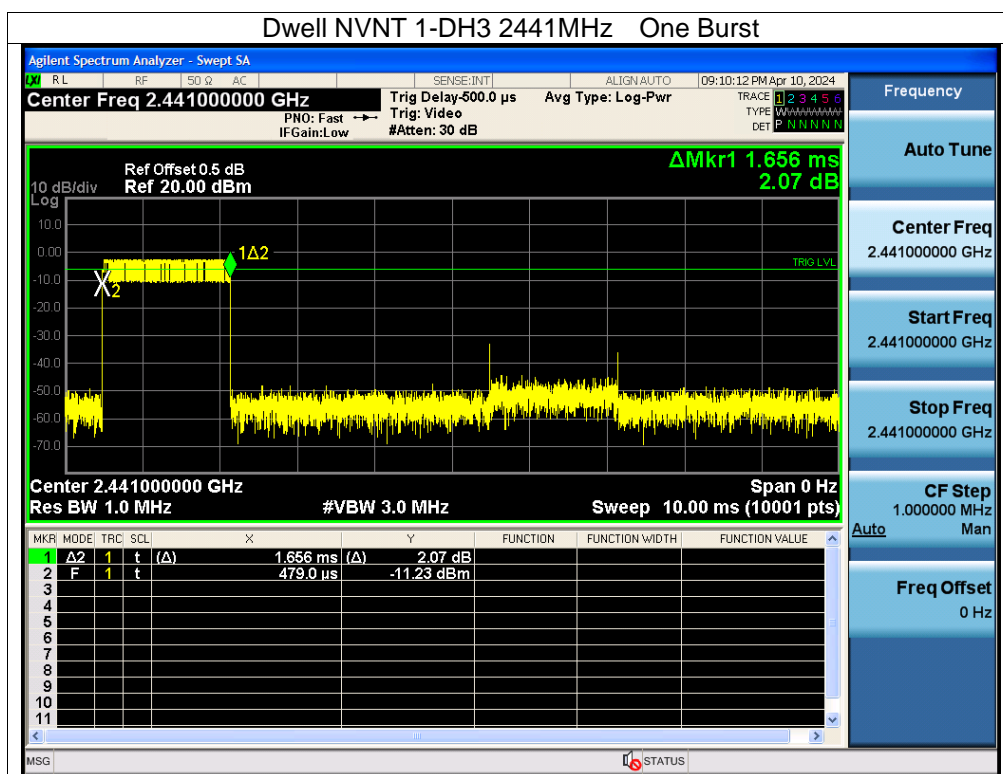 Dwell NVNT 1-DH3 2441MHz One Burst
Agilent Spectrum Analyzer - Swept SA
LXI RL RF 50 Ω AC SENSE:INT ALIGN AUTO 09:10:12 PM Apr 10, 2024
Center Freq 2.441000000 GHz Trig Delay-500.0 µs Avg Type: Log-Pwr TRACE 1 2 3 4 5 6
PNO: Fast Trig: Video TYPE WWWWWW
IFGain:Low #Atten: 30 dB DET P N N N N N
Frequency
Auto Tune
Center Freq
2.441000000 GHz
Start Freq
2.441000000 GHz
Stop Freq
2.441000000 GHz
CF Step
1.000000 MHz
Auto Man
Freq Offset
0 Hz
Ref Offset 0.5 dB ΔMkr1 1.656 ms
10 dB/div Ref 20.00 dBm 2.07 dB
Log
10.0
0.00 1Δ2
TRIG LVL
-10.0 2
-20.0
-30.0
-40.0
-50.0
-60.0
-70.0
Center 2.441000000 GHz Span 0 Hz
Res BW 1.0 MHz #VBW 3.0 MHz Sweep 10.00 ms (10001 pts)
MKR MODE TRC SCL X Y FUNCTION FUNCTION WIDTH FUNCTION VALUE
1 Δ2 1 t (Δ) 1.656 ms (Δ) 2.07 dB
2 F 1 t 479.0 µs -11.23 dBm
3
4
5
6
7
8
9
10
11
MSG STATUS